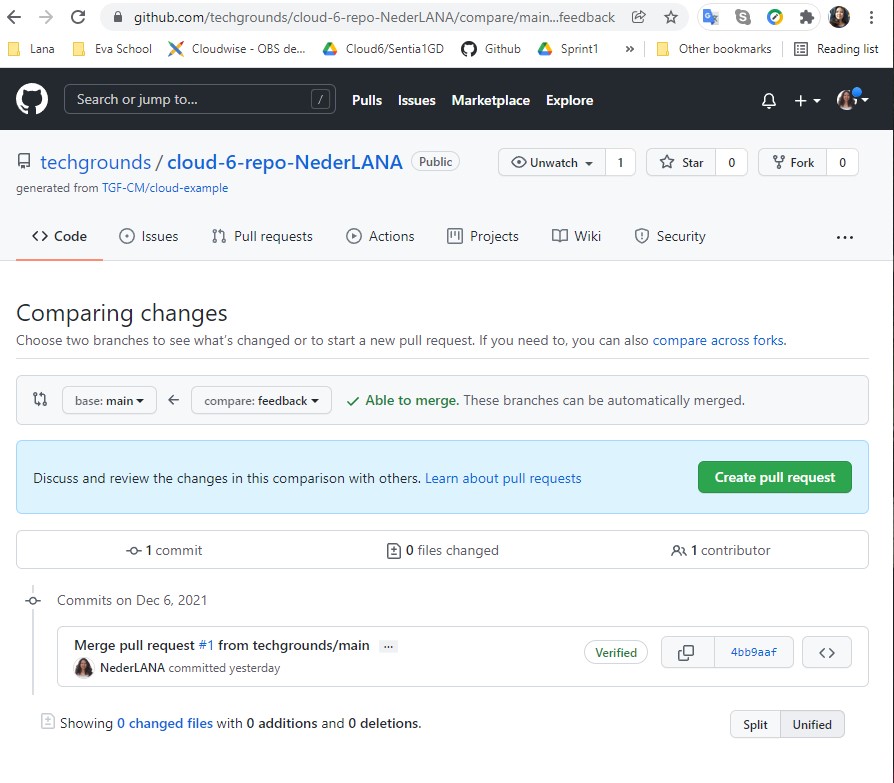 github.com/techgrounds/cloud-6-repo-NederLANA/compare/main...feedback
Lana Eva School Cloudwise - OBS de... Cloud6/Sentia1GD Github Sprint1 » Other bookmarks Reading list
Search or jump to... / Pulls Issues Marketplace Explore
techgrounds / cloud-6-repo-NederLANA Public Unwatch 1 Star 0 Fork 0
generated from TGF-CM/cloud-example
Code Issues Pull requests Actions Projects Wiki Security ...
Comparing changes
Choose two branches to see what's changed or to start a new pull request. If you need to, you can also compare across forks.
base: main compare: feedback Able to merge. These branches can be automatically merged.
Discuss and review the changes in this comparison with others. Learn about pull requests Create pull request
1 commit 0 files changed 1 contributor
Commits on Dec 6, 2021
Merge pull request #1 from techgrounds/main ...
Verified 4bb9aaf
NederLANA committed yesterday
Showing 0 changed files with 0 additions and 0 deletions. Split Unified